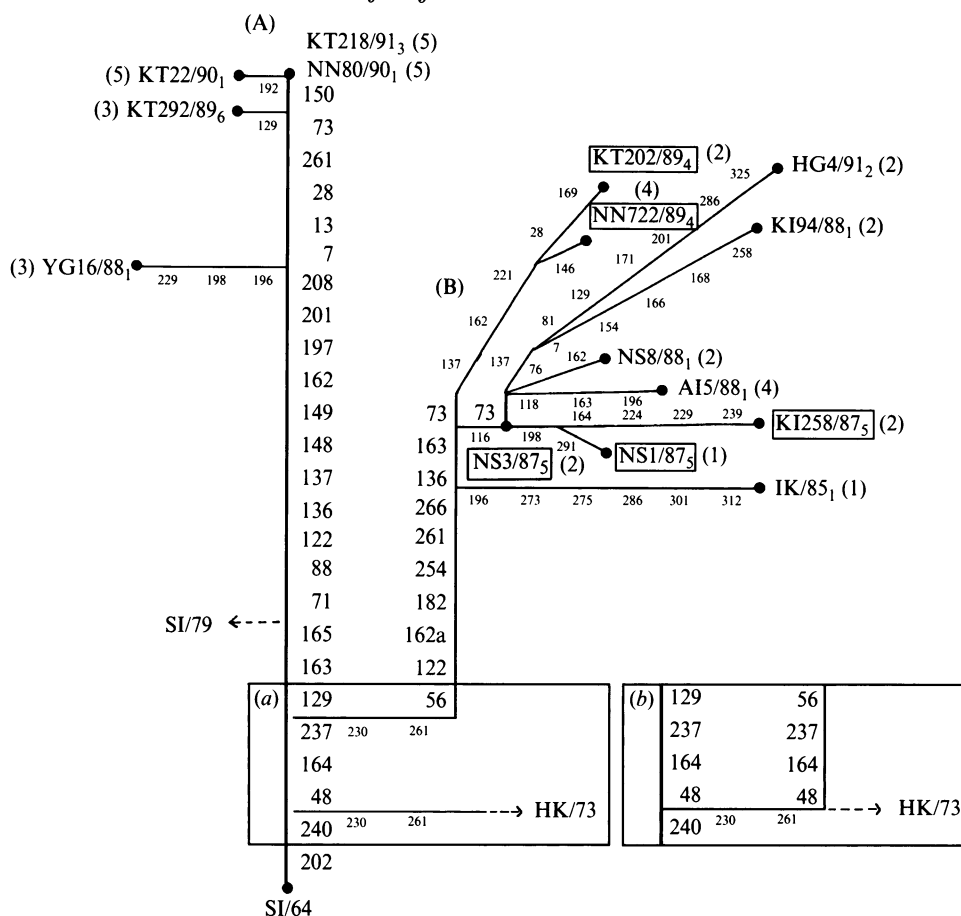 (A)
KT218/91₃ (5)
(5) KT22/90₁
NN80/90₁ (5)
192
150
(3) KT292/89₆
129
73
261
28
13
7
(3) YG16/88₁
229 198 196
208
201
197
162
149
148
137
136
122
88
71
SI/79
165
163
129
237
164
48
240
202
SI/64
(B)
KT202/89₄ (2)
169
(4)
NN722/89₄
28
146
221
162
137
HG4/91₂ (2)
325
286
201
171
129
81
KI94/88₁ (2)
258
168
166
154
7
137
76
162
NS8/88₁ (2)
AI5/88₁ (4)
118 163 196
73
73
164 224 229 239
KI258/87₅ (2)
116 198
291
NS3/87₅ (2)
NS1/87₅ (1)
163
136
IK/85₁ (1)
196 273 275 286 301 312
266
261
254
182
162a
122
56
(a)
230 261
HK/73
230 261
(b)
129 56
237 237
164 164
48 48
HK/73
230 261
240